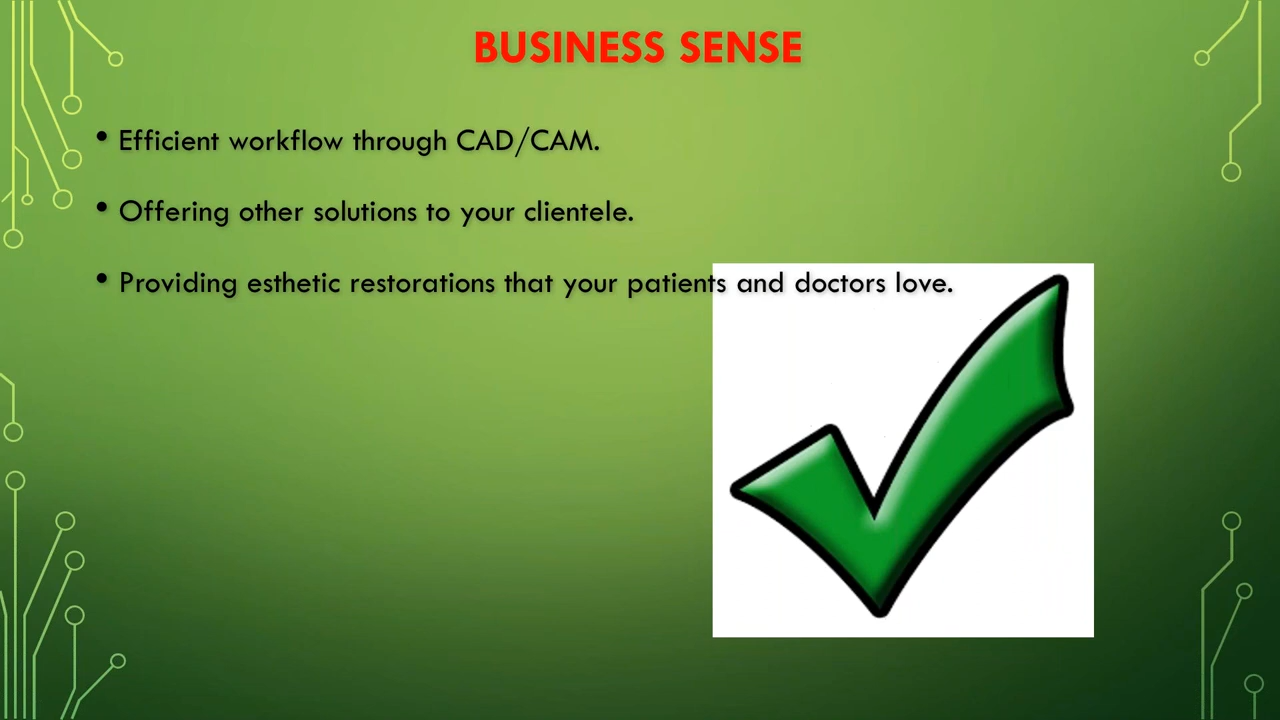 BUSINESS SENSE
• Efficient workflow through CAD/CAM.
• Offering other solutions to your clientele.
• Providing esthetic restorations that your patients and doctors love.